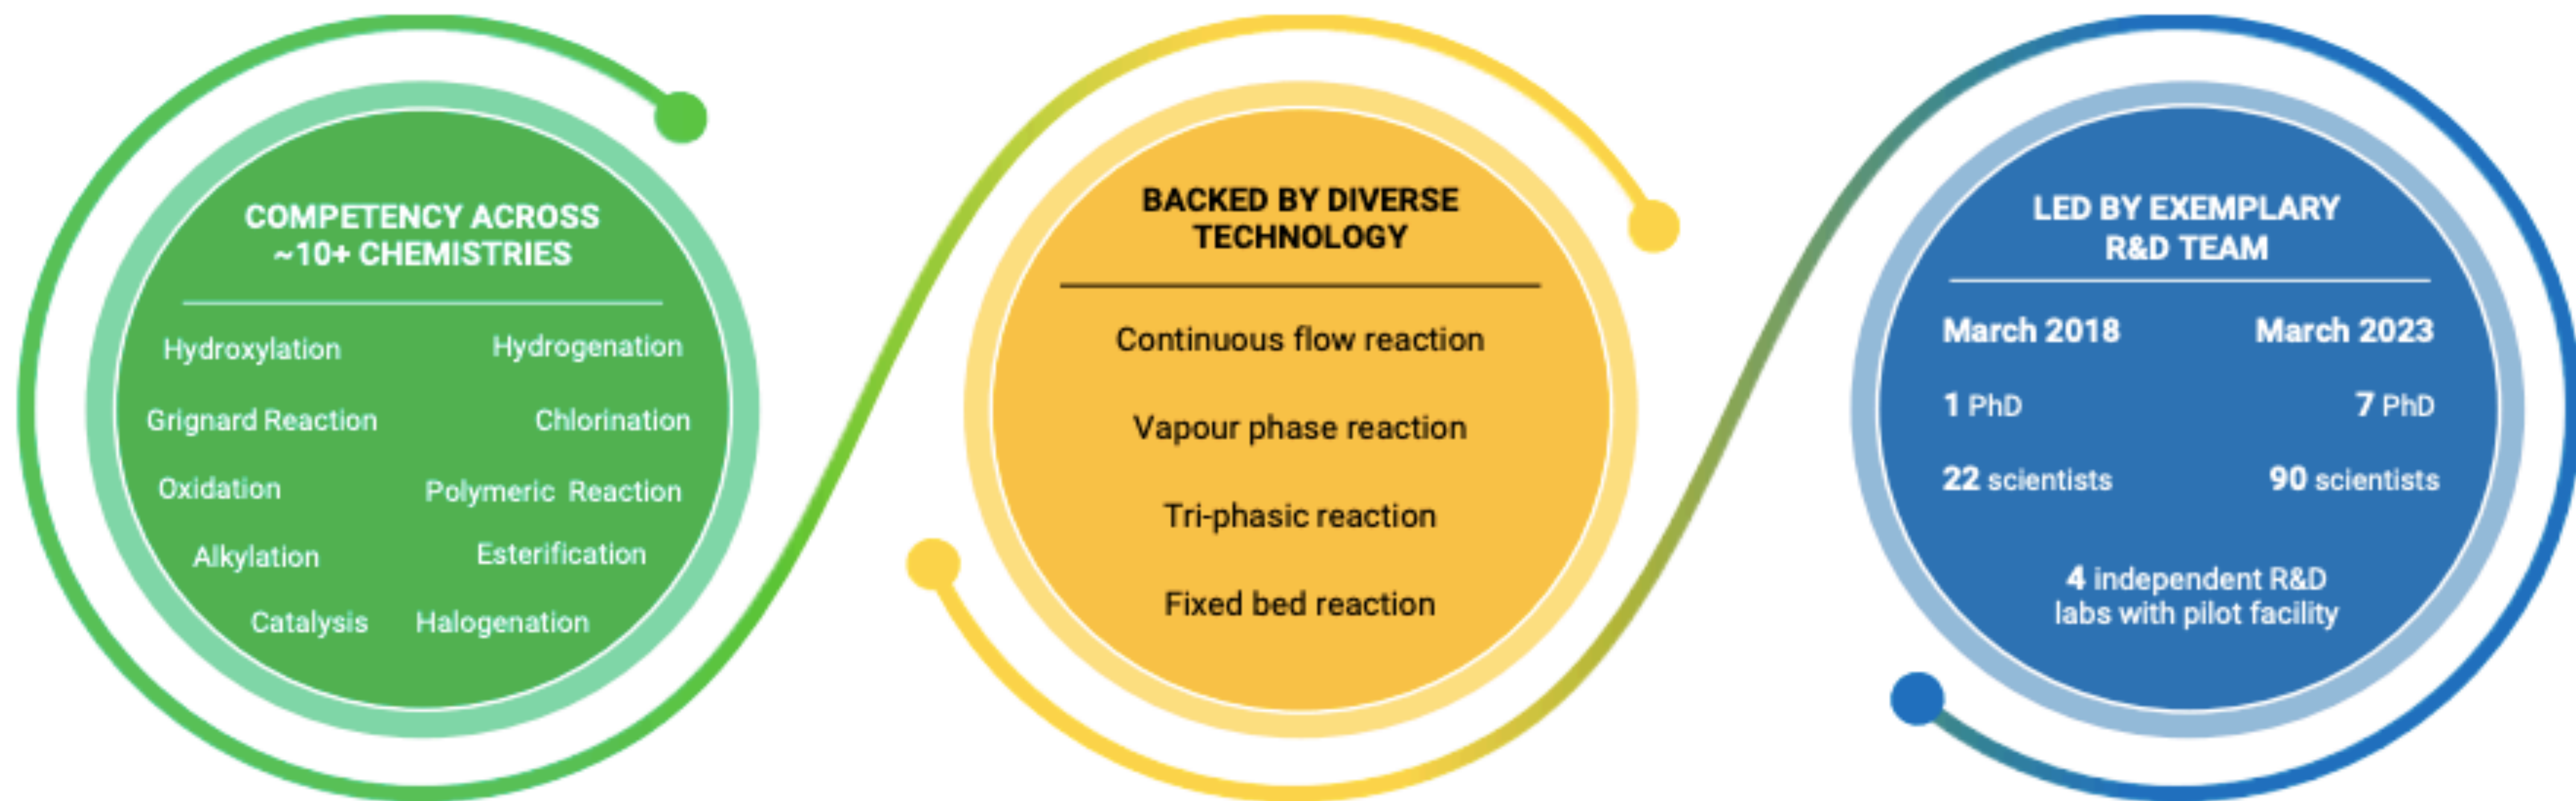 COMPETENCY ACROSS
~10+ CHEMISTRIES
Hydroxylation Hydrogenation
Grignard Reaction Chlorination
Oxidation Polymeric Reaction
Alkylation Esterification
Catalysis Halogenation
BACKED BY DIVERSE
TECHNOLOGY
Continuous flow reaction
Vapour phase reaction
Tri-phasic reaction
Fixed bed reaction
LED BY EXEMPLARY
R&D TEAM
March 2018 March 2023
1 PhD 7 PhD
22 scientists 90 scientists
4 independent R&D
labs with pilot facility